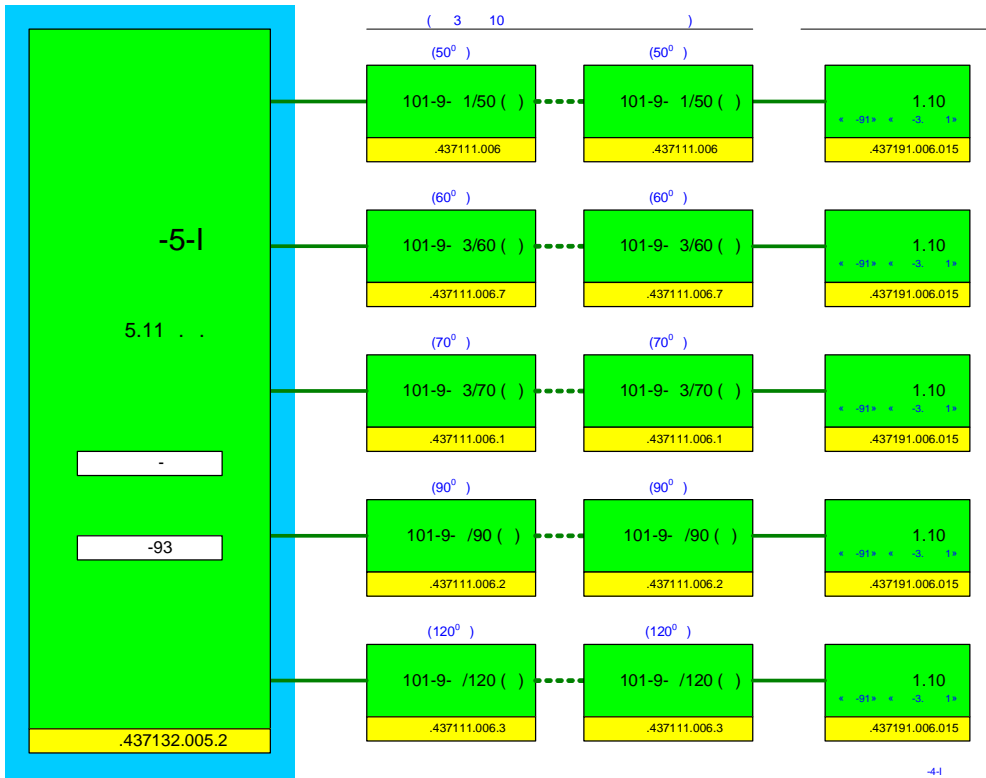 ( 3 10 )
(50⁰ ) (50⁰ )
101-9- 1/50 ( ) 101-9- 1/50 ( ) 1.10
« -91» « -3. 1»
.437111.006 .437111.006 .437191.006.015
(60⁰ ) (60⁰ )
-5-I 101-9- 3/60 ( ) 101-9- 3/60 ( ) 1.10
« -91» « -3. 1»
.437111.006.7 .437111.006.7 .437191.006.015
5.11 . .
(70⁰ ) (70⁰ )
101-9- 3/70 ( ) 101-9- 3/70 ( ) 1.10
« -91» « -3. 1»
.437111.006.1 .437111.006.1 .437191.006.015
-
(90⁰ ) (90⁰ )
101-9- /90 ( ) 101-9- /90 ( ) 1.10
-93
« -91» « -3. 1»
.437111.006.2 .437111.006.2 .437191.006.015
(120⁰ ) (120⁰ )
101-9- /120 ( ) 101-9- /120 ( ) 1.10
« -91» « -3. 1»
.437111.006.3 .437111.006.3 .437191.006.015
.437132.005.2
-4-I